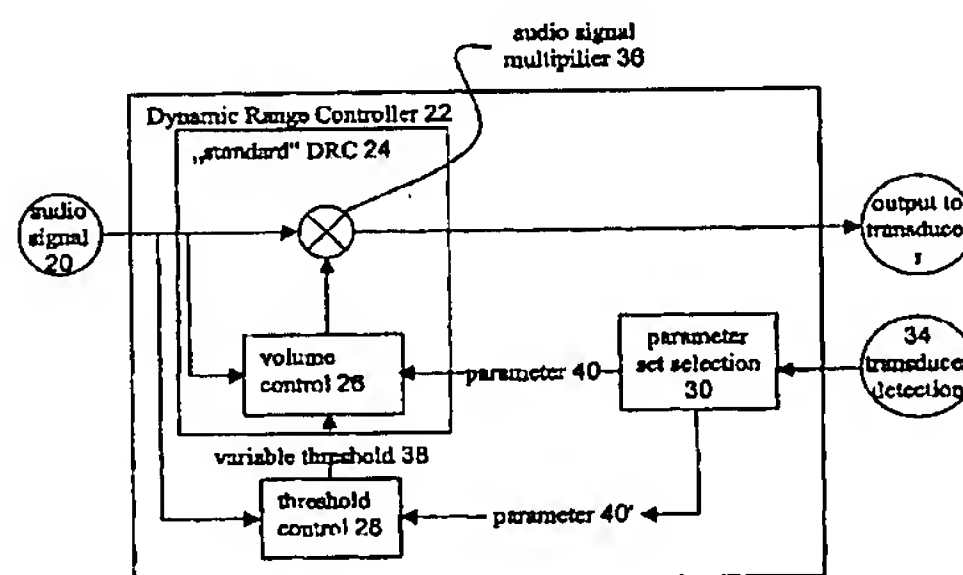 audio signal
multipilier 36
Dynamic Range Controller 22
„standard" DRC 24
audio
signal
20
output to
transduce
r
volume
control 26
parameter 40
parameter
set selection
30
34
transducer
detection
variable threshold 38
threshold
control 28
parameter 40'